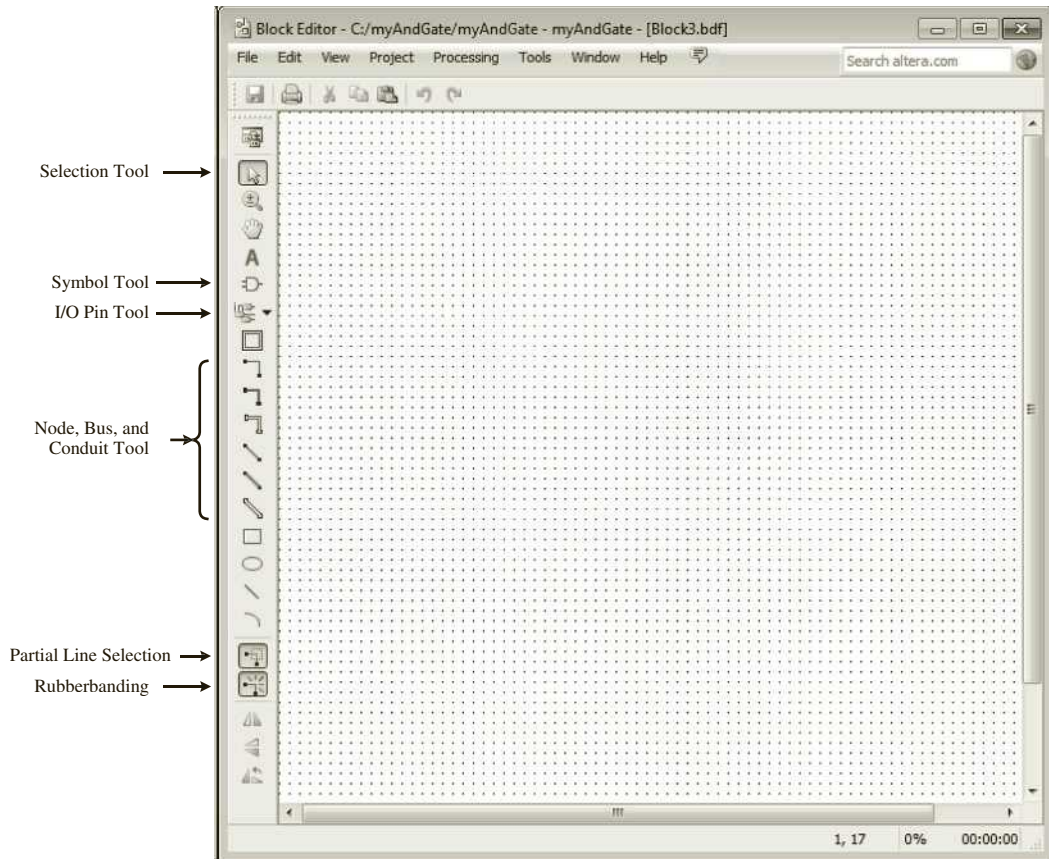 Block Editor - C:/myAndGate/myAndGate - myAndGate - [Block3.bdf]
File Edit View Project Processing Tools Window Help
Search altera.com
Selection Tool
A
Symbol Tool
I/O Pin Tool
Node, Bus, and
Conduit Tool
Partial Line Selection
Rubberbanding
1, 17 0% 00:00:00